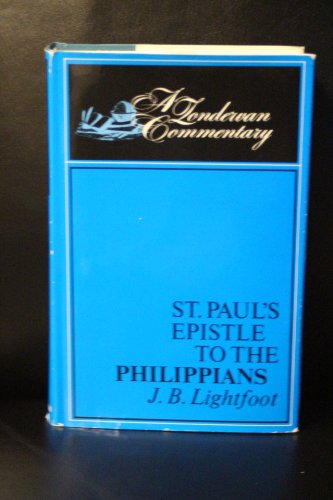 A Zondervan
Commentary
ST. PAUL'S
EPISTLE
TO THE
PHILIPPIANS
J. B. Lightfoot